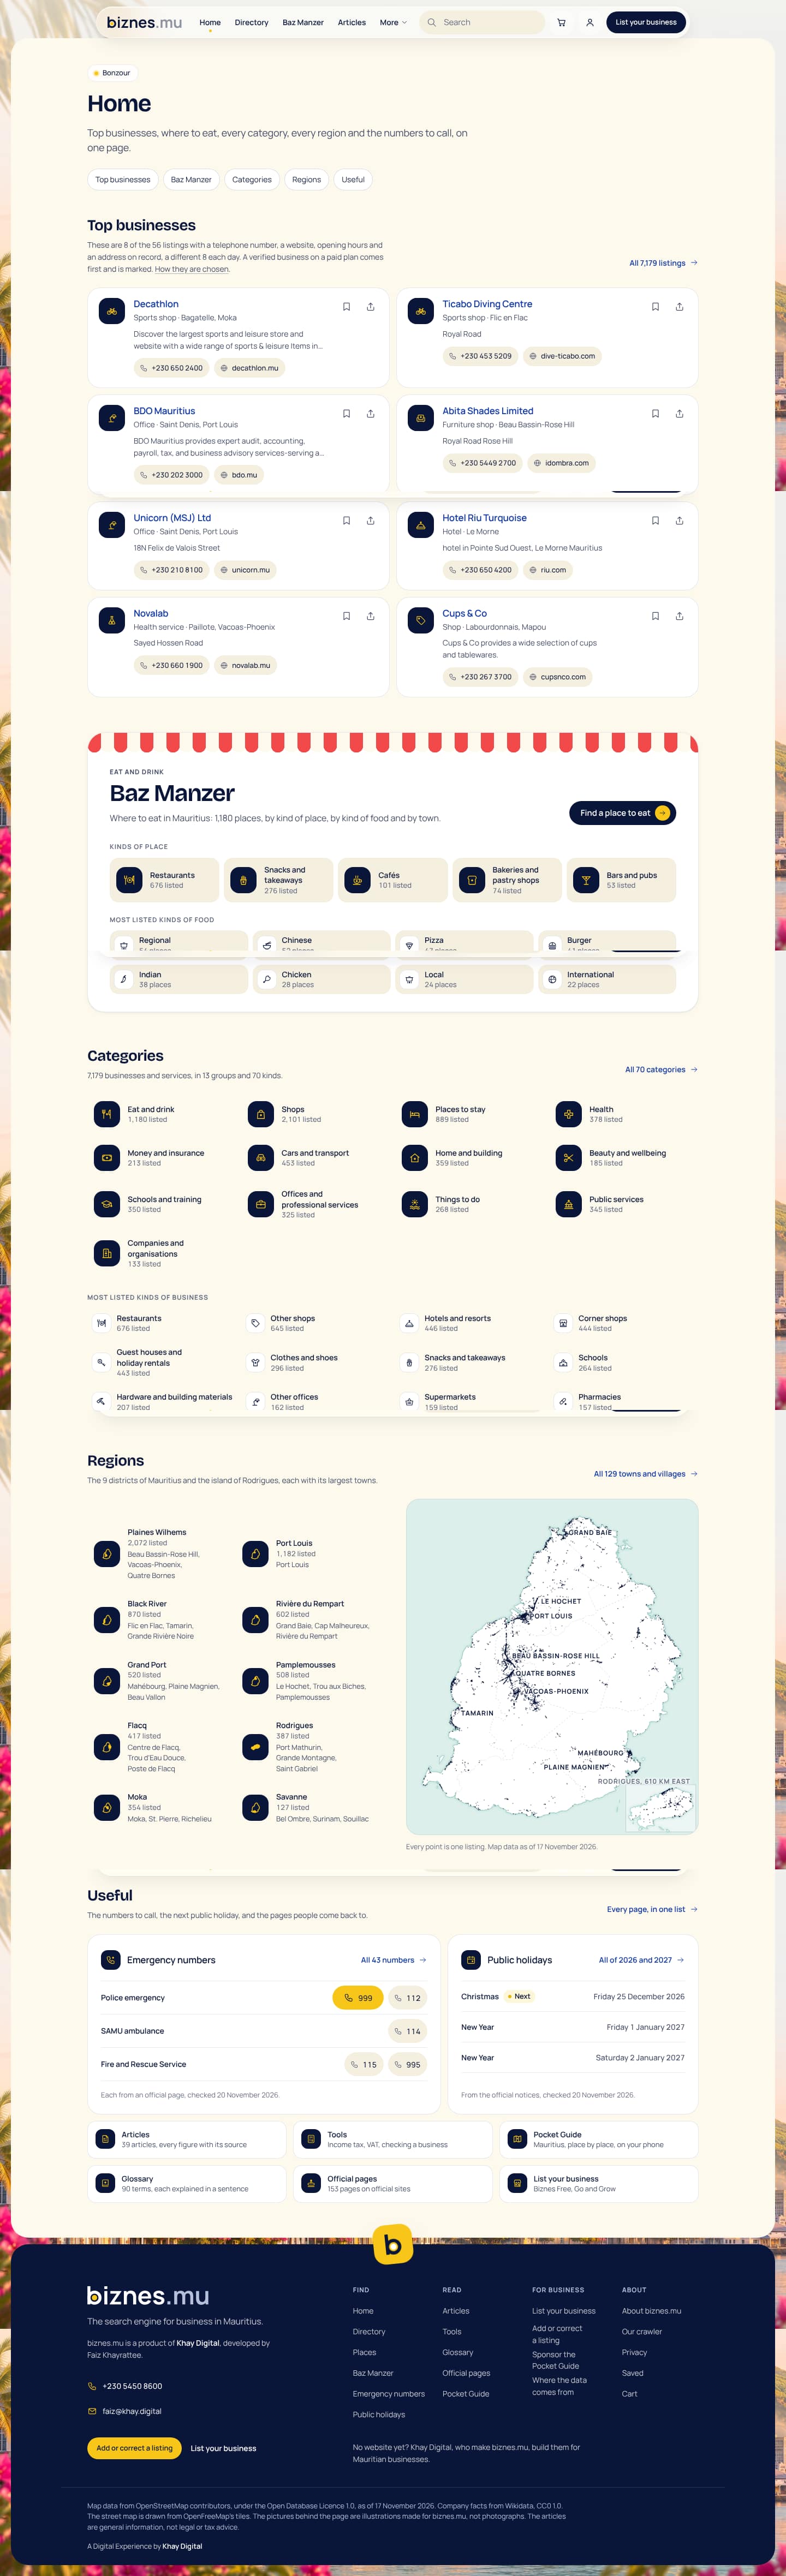 biznes.mu
Home
Directory
Baz Manzer
Articles
More
Search
List your business
Bonzour
Home
Top businesses, where to eat, every category, every region and the numbers to call, on
one page.
Top businesses
Baz Manzer
Categories
Regions
Useful
Top businesses
These are 8 of the 56 listings with a telephone number, a website, opening hours and
an address on record, a different 8 each day. A verified business on a paid plan comes
first and is marked. How they are chosen.
All 7,179 listings
Decathlon
Sports shop · Bagatelle, Moka
Discover the largest sports and leisure store and
website with a wide range of sports & leisure Items in…
+230 650 2400
decathlon.mu
Ticabo Diving Centre
Sports shop · Flic en Flac
Royal Road
+230 453 5209
dive-ticabo.com
BDO Mauritius
Office · Saint Denis, Port Louis
BDO Mauritius provides expert audit, accounting,
payroll, tax, and business advisory services-serving a…
+230 202 3000
bdo.mu
Abita Shades Limited
Furniture shop · Beau Bassin-Rose Hill
Royal Road Rose Hill
+230 5449 2700
idombra.com
Unicorn (MSJ) Ltd
Office · Saint Denis, Port Louis
18N Felix de Valois Street
+230 210 8100
unicorn.mu
Hotel Riu Turquoise
Hotel · Le Morne
hotel in Pointe Sud Ouest, Le Morne Mauritius
+230 650 4200
riu.com
Novalab
Health service · Paillote, Vacoas-Phoenix
Sayed Hossen Road
+230 660 1900
novalab.mu
Cups & Co
Shop · Labourdonnais, Mapou
Cups & Co provides a wide selection of cups
and tablewares.
+230 267 3700
cupsnco.com
EAT AND DRINK
Baz Manzer
Where to eat in Mauritius: 1,180 places, by kind of place, by kind of food and by town.
Find a place to eat
KINDS OF PLACE
Restaurants
676 listed
Snacks and
takeaways
276 listed
Cafés
101 listed
Bakeries and
pastry shops
74 listed
Bars and pubs
53 listed
MOST LISTED KINDS OF FOOD
Regional
Chinese
Pizza
Burger
Indian
38 places
Chicken
28 places
Local
24 places
International
22 places
Categories
7,179 businesses and services, in 13 groups and 70 kinds.
All 70 categories
Eat and drink
1,180 listed
Shops
2,101 listed
Places to stay
889 listed
Health
378 listed
Money and insurance
213 listed
Cars and transport
453 listed
Home and building
359 listed
Beauty and wellbeing
185 listed
Schools and training
350 listed
Offices and
professional services
325 listed
Things to do
268 listed
Public services
345 listed
Companies and
organisations
133 listed
MOST LISTED KINDS OF BUSINESS
Restaurants
676 listed
Other shops
645 listed
Hotels and resorts
446 listed
Corner shops
444 listed
Guest houses and
holiday rentals
443 listed
Clothes and shoes
296 listed
Snacks and takeaways
276 listed
Schools
264 listed
Hardware and building materials
207 listed
Other offices
162 listed
Supermarkets
159 listed
Pharmacies
157 listed
Regions
The 9 districts of Mauritius and the island of Rodrigues, each with its largest towns.
All 129 towns and villages
Plaines Wilhems
2,072 listed
Beau Bassin-Rose Hill,
Vacoas-Phoenix,
Quatre Bornes
Port Louis
1,182 listed
Port Louis
Black River
870 listed
Flic en Flac, Tamarin,
Grande Rivière Noire
Rivière du Rempart
602 listed
Grand Baie, Cap Malheureux,
Rivière du Rempart
Grand Port
520 listed
Mahébourg, Plaine Magnien,
Beau Vallon
Pamplemousses
508 listed
Le Hochet, Trou aux Biches,
Pamplemousses
Flacq
417 listed
Centre de Flacq,
Trou d'Eau Douce,
Poste de Flacq
Rodrigues
387 listed
Port Mathurin,
Grande Montagne,
Saint Gabriel
Moka
354 listed
Moka, St. Pierre, Richelieu
Savanne
127 listed
Bel Ombre, Surinam, Souillac
GRAND BAIE
LE HOCHET
PORT LOUIS
BEAU BASSIN-ROSE HILL
QUATRE BORNES
VACOAS-PHOENIX
TAMARIN
MAHÉBOURG
PLAINE MAGNIEN
RODRIGUES, 610 KM EAST
Every point is one listing. Map data as of 17 November 2026.
Useful
The numbers to call, the next public holiday, and the pages people come back to.
Every page, in one list
Emergency numbers
All 43 numbers
Police emergency
999
112
SAMU ambulance
114
Fire and Rescue Service
115
995
Each from an official page, checked 20 November 2026.
Public holidays
All of 2026 and 2027
Christmas
Next
Friday 25 December 2026
New Year
Friday 1 January 2027
New Year
Saturday 2 January 2027
From the official notices, checked 20 November 2026.
Articles
39 articles, every figure with its source
Tools
Income tax, VAT, checking a business
Pocket Guide
Mauritius, place by place, on your phone
Glossary
90 terms, each explained in a sentence
Official pages
153 pages on official sites
List your business
Biznes Free, Go and Grow
b
biznes.mu
The search engine for business in Mauritius.
biznes.mu is a product of Khay Digital, developed by
Faiz Khayrattee.
+230 5450 8600
faiz@khay.digital
Add or correct a listing
List your business
FIND
Home
Directory
Places
Baz Manzer
Emergency numbers
Public holidays
READ
Articles
Tools
Glossary
Official pages
Pocket Guide
FOR BUSINESS
List your business
Add or correct
a listing
Sponsor the
Pocket Guide
Where the data
comes from
ABOUT
About biznes.mu
Our crawler
Privacy
Saved
Cart
No website yet? Khay Digital, who make biznes.mu, build them for
Mauritian businesses.
Map data from OpenStreetMap contributors, under the Open Database Licence 1.0, as of 17 November 2026. Company facts from Wikidata, CC0 1.0.
The street map is drawn from OpenFreeMap's tiles. The pictures behind the page are illustrations made for biznes.mu, not photographs. The articles
are general information, not legal or tax advice.
A Digital Experience by Khay Digital